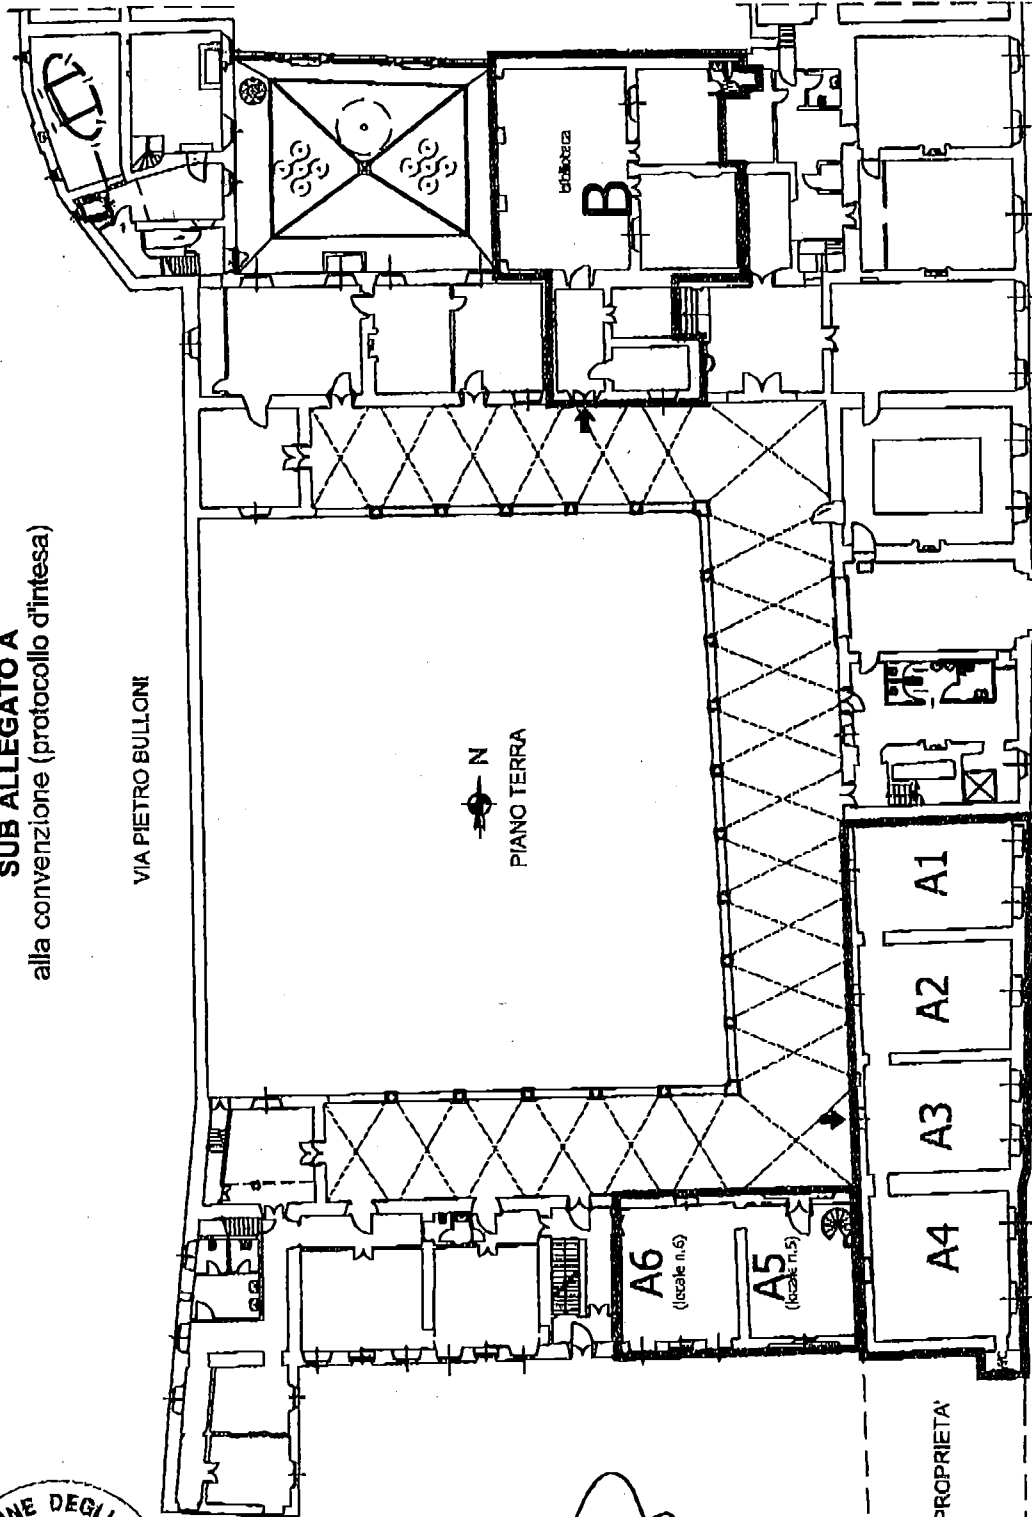 SUB ALLEGATO A
alla convenzione (protocollo d'intesa)
VIA PIETRO BULLONI
N
PIANO TERRA
biblioteca
B
A1
A2
A3
A4
A5
(locale n.5)
A6
(locale n.6)
PROPRIETA'
NE DEGLI